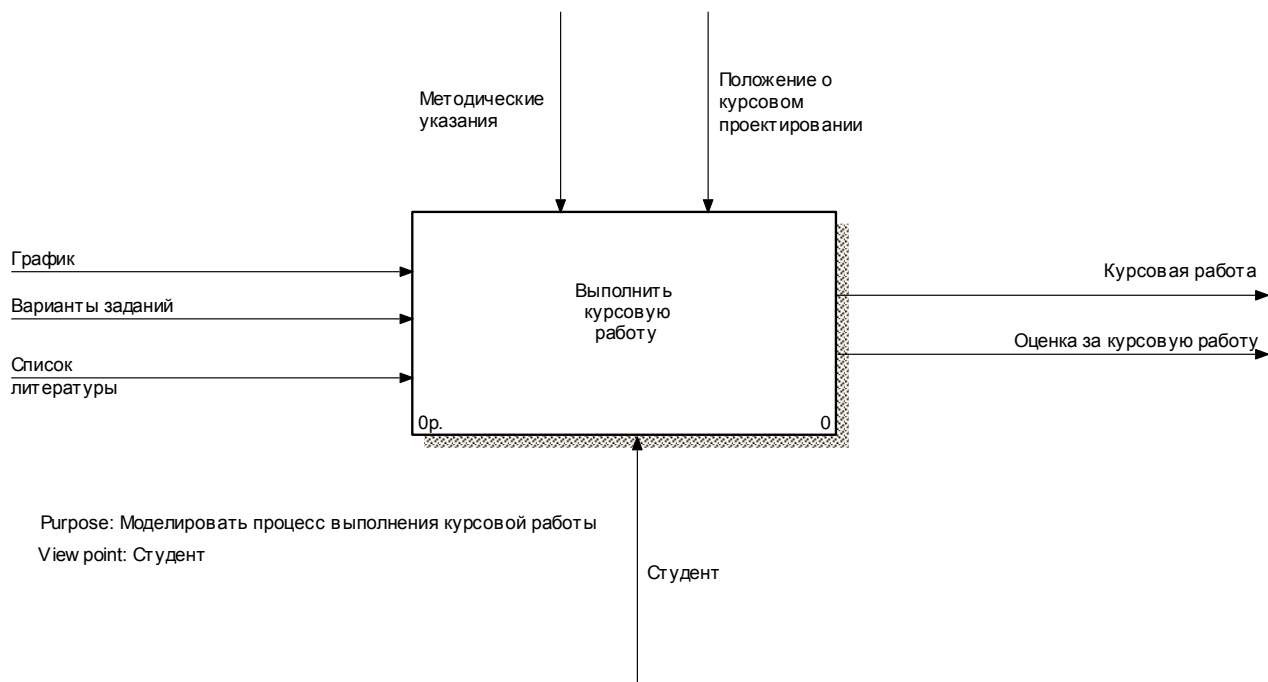 Методические
указания
Положение о
курсовом
проектировании
График
Варианты заданий
Список
литературы
Выполнить
курсовую
работу
0р.
0
Курсовая работа
Оценка за курсовую работу
Purpose: Моделировать процесс выполнения курсовой работы
View point: Студент
Студент